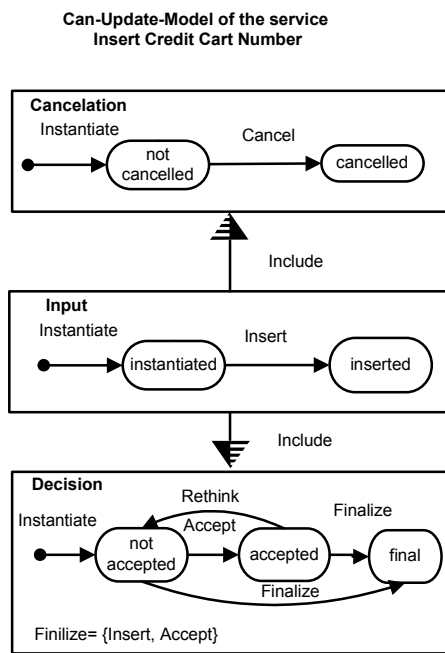 Can-Update-Model of the service
Insert Credit Cart Number
Cancelation
Instantiate
Cancel
not
cancelled
cancelled
Include
Input
Instantiate
Insert
instantiated
inserted
Include
Decision
Rethink
Instantiate
Accept
Finalize
not
accepted
accepted
final
Finalize
Finilize= {Insert, Accept}